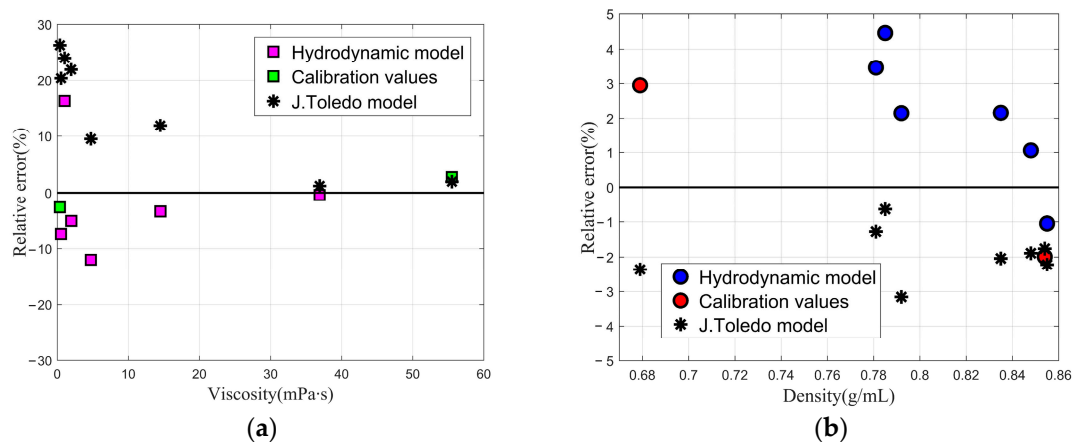 30
20
10
0
−10
−20
−30
0
10
20
30
40
50
60
Relative error(%)
Viscosity(mPa·s)
Hydrodynamic model
Calibration values
J.Toledo model
(a)
5
4
3
2
1
0
−1
−2
−3
−4
−5
0.68
0.7
0.72
0.74
0.76
0.78
0.8
0.82
0.84
0.86
Relative error(%)
Density(g/mL)
Hydrodynamic model
Calibration values
J.Toledo model
(b)